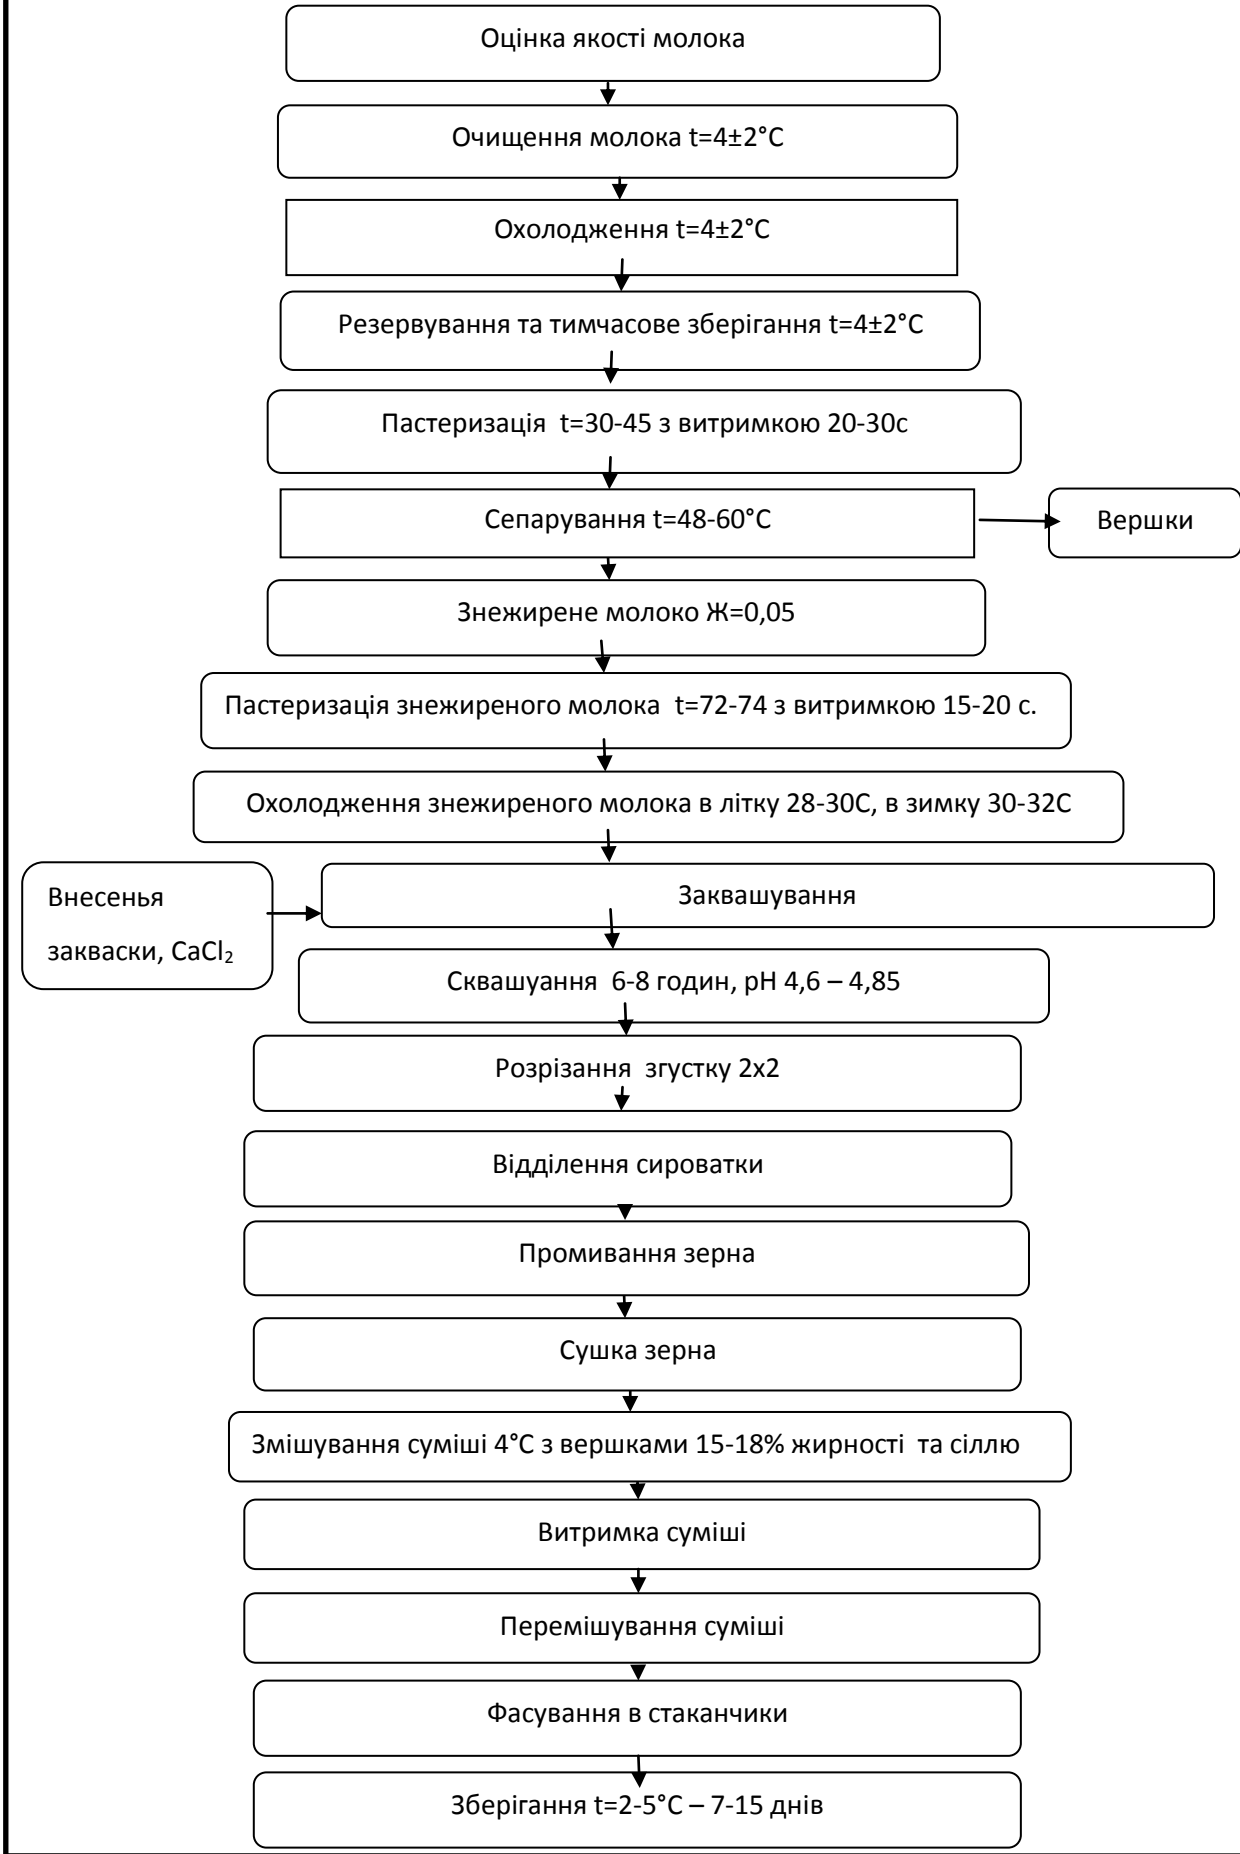 Оцінка якості молока
Очищення молока t=4±2°C
Охолодження t=4±2°C
Резервування та тимчасове зберігання t=4±2°C
Пастеризація t=30-45 з витримкою 20-30с
Сепарування t=48-60°C
Вершки
Знежирене молоко Ж=0,05
Пастеризація знежиреного молока t=72-74 з витримкою 15-20 с.
Охолодження знежиреного молока в літку 28-30С, в зимку 30-32С
Внесенья
закваски, CaCl₂
Заквашування
Сквашуання 6-8 годин, pH 4,6 – 4,85
Розрізання згустку 2х2
Відділення сироватки
Промивання зерна
Сушка зерна
Змішування суміші 4°C з вершками 15-18% жирності та сіллю
Витримка суміші
Перемішування суміші
Фасування в стаканчики
Зберігання t=2-5°C – 7-15 днів